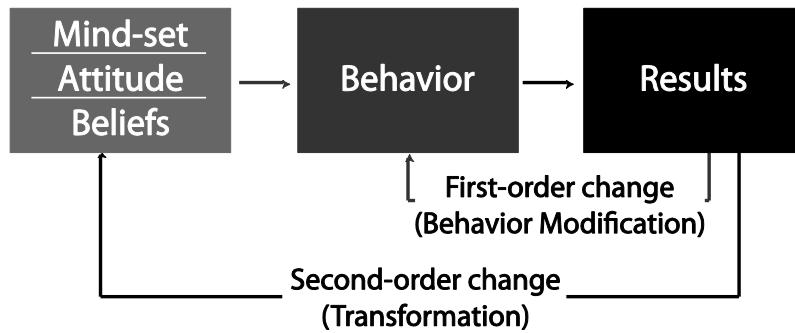 Mind-set
Attitude
Beliefs
Behavior
Results
First-order change
(Behavior Modification)
Second-order change
(Transformation)